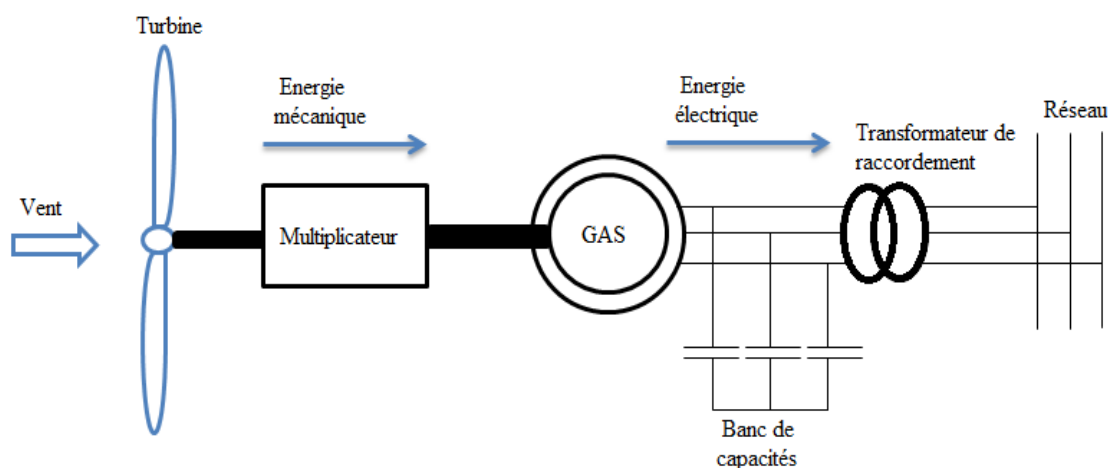 Turbine
Energie
mécanique
Energie
électrique
Réseau
Transformateur de
raccordement
Vent
Multiplicateur
GAS
Banc de
capacités